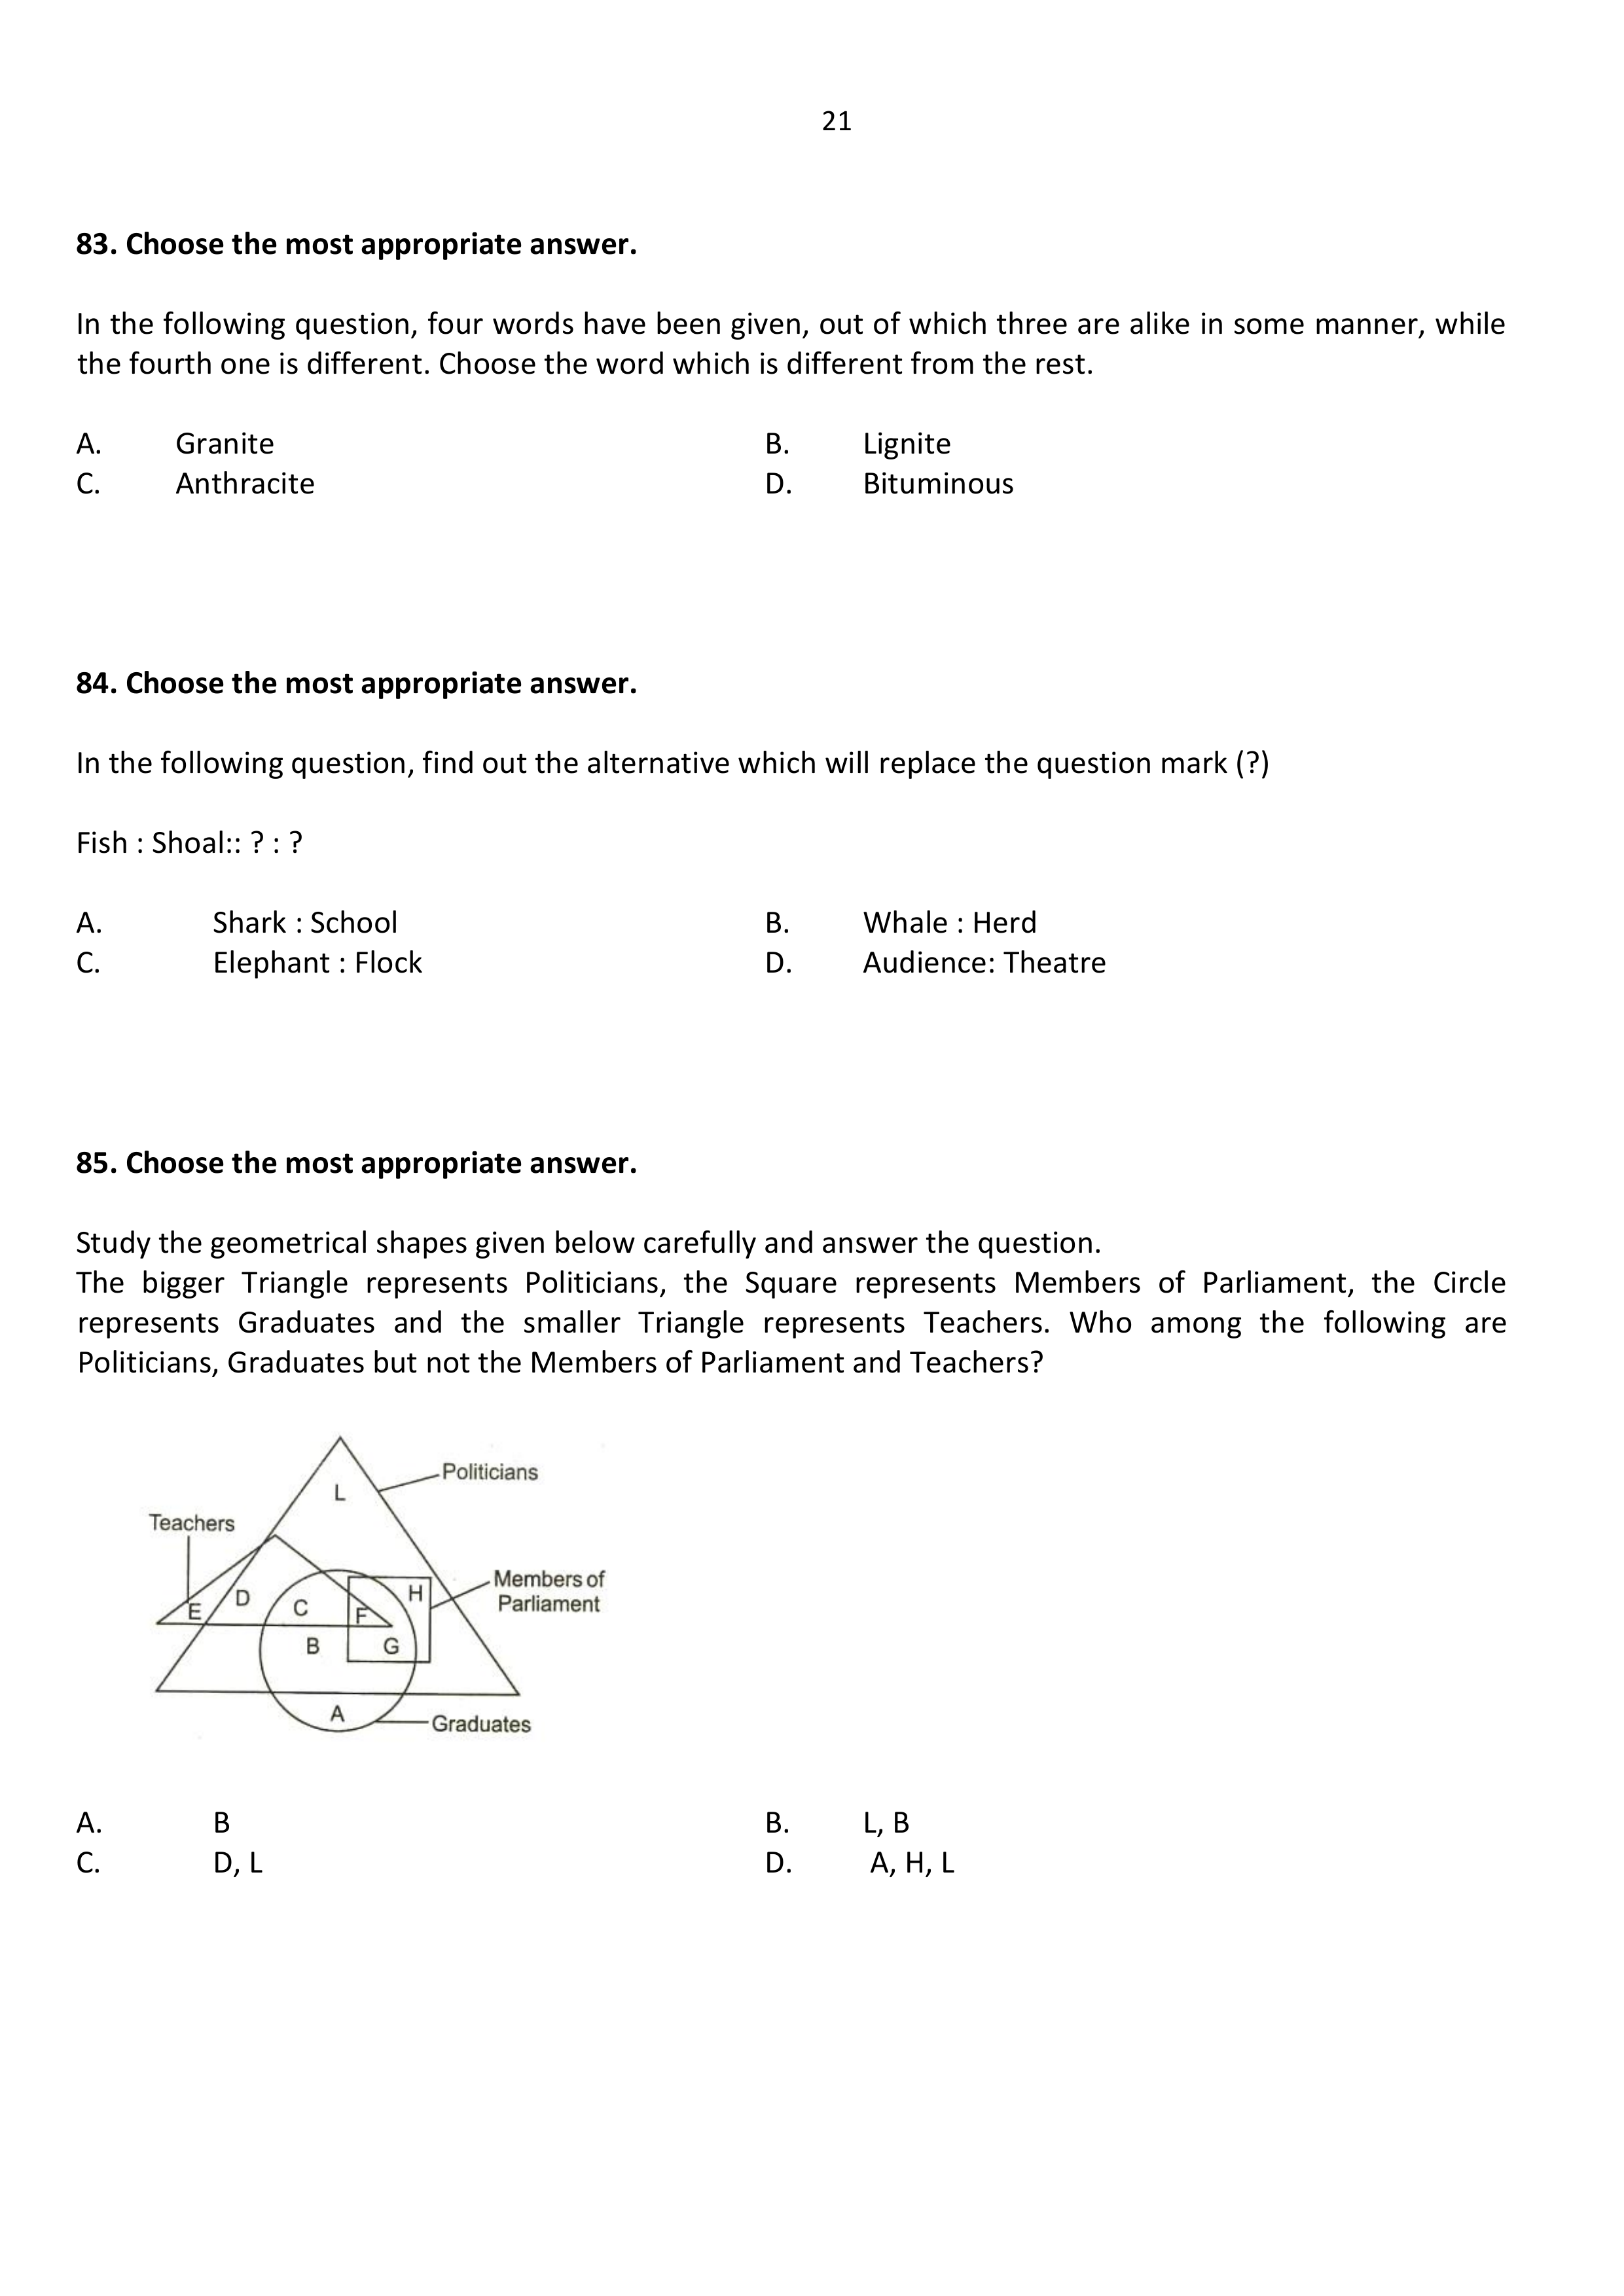 21
83. Choose the most appropriate answer.
In the following question, four words have been given, out of which three are alike in some manner, while
the fourth one is different. Choose the word which is different from the rest.
A. Granite B. Lignite
C. Anthracite D. Bituminous
84. Choose the most appropriate answer.
In the following question, find out the alternative which will replace the question mark (?)
Fish : Shoal:: ? : ?
A. Shark : School B. Whale : Herd
C. Elephant : Flock D. Audience: Theatre
85. Choose the most appropriate answer.
Study the geometrical shapes given below carefully and answer the question.
The bigger Triangle represents Politicians, the Square represents Members of Parliament, the Circle
represents Graduates and the smaller Triangle represents Teachers. Who among the following are
Politicians, Graduates but not the Members of Parliament and Teachers?
Politicians
L
Teachers
Members of
Parliament
H
D
C
E
F
B
G
A
Graduates
A. B B. L, B
C. D, L D. A, H, L